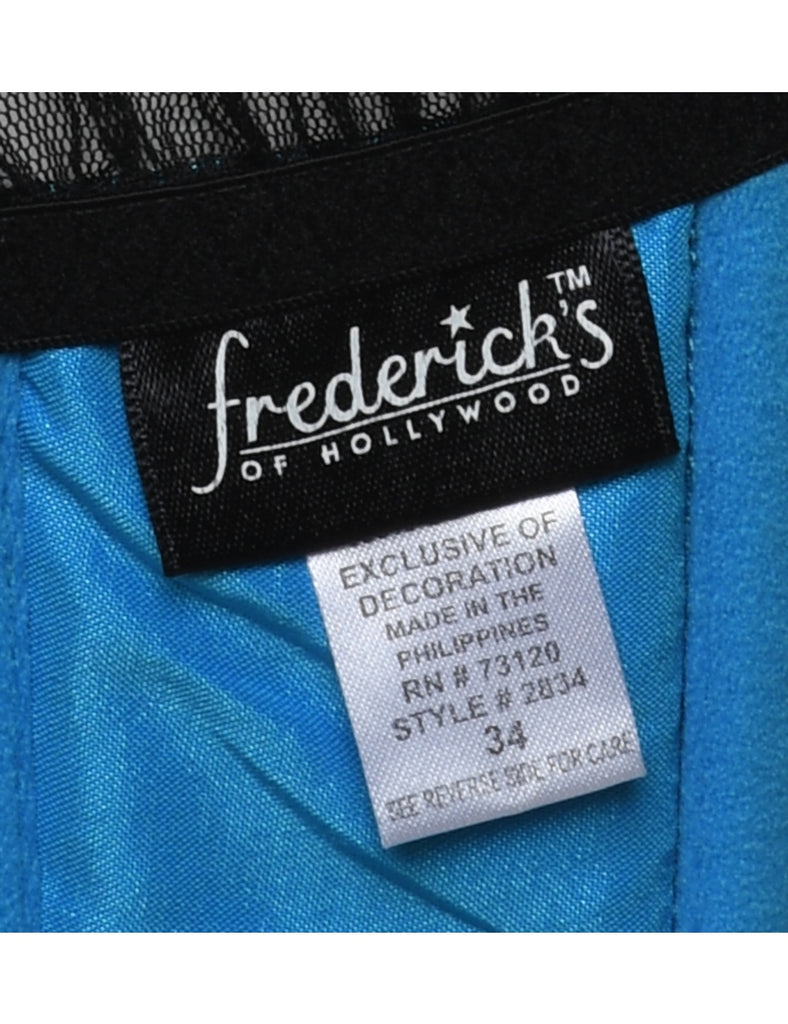 frederick's™
OF HOLLYWOOD
EXCLUSIVE OF
DECORATION
MADE IN THE
PHILIPPINES
RN # 73120
STYLE # 2834
34
SEE REVERSE SIDE FOR CARE